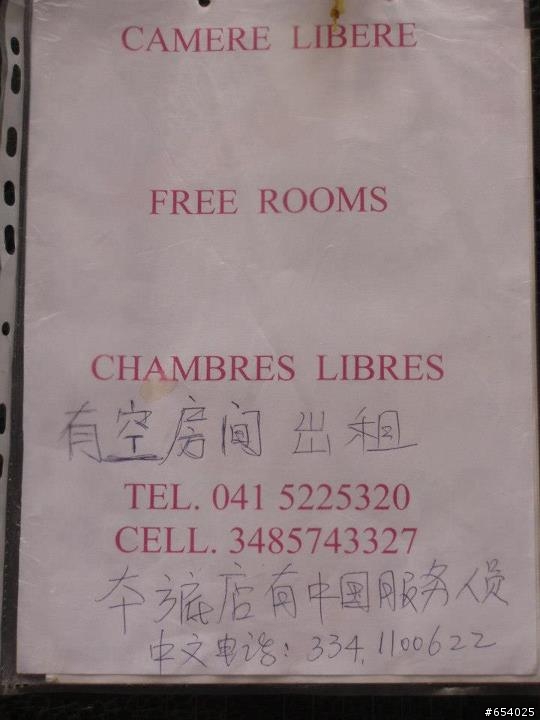 CAMERE LIBERE
FREE ROOMS
CHAMBRES LIBRES
有空房间 出租
TEL. 041 5225320
CELL. 3485743327
本旅店有中国服务人员
中文电话: 334.1100622
#654025